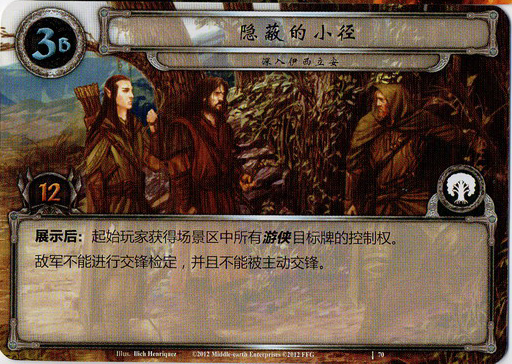 3B
隐蔽的小径
深入伊西立安
12
展示后：起始玩家获得场景区中所有游侠目标牌的控制权。
敌军不能进行交锋检定，并且不能被主动交锋。
Illus. Ilich Henriquez ©2012 Middle-earth Enterprises ©2012 FFG 70